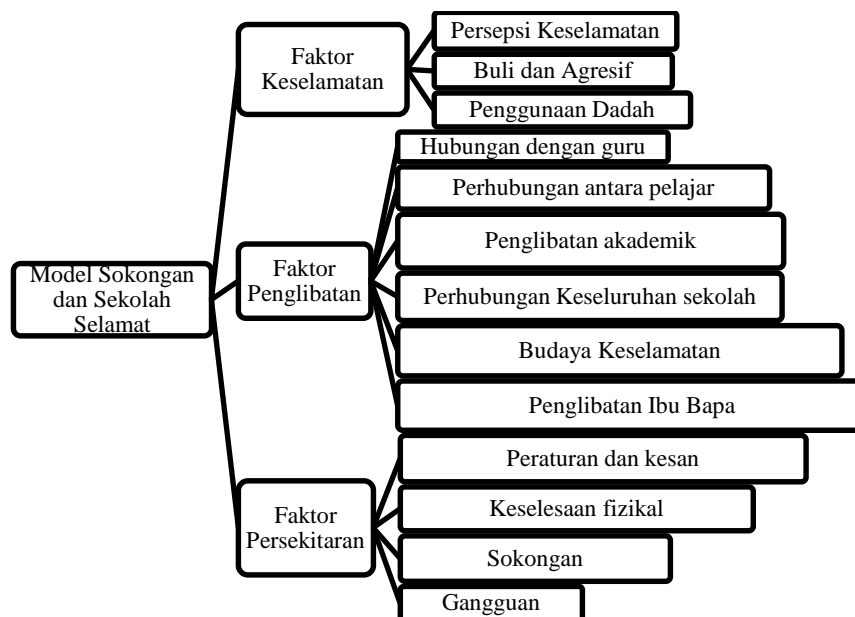 Model Sokongan
dan Sekolah
Selamat
Faktor
Keselamatan
Persepsi Keselamatan
Buli dan Agresif
Penggunaan Dadah
Faktor
Penglibatan
Hubungan dengan guru
Perhubungan antara pelajar
Penglibatan akademik
Perhubungan Keseluruhan sekolah
Budaya Keselamatan
Penglibatan Ibu Bapa
Faktor
Persekitaran
Peraturan dan kesan
Keselesaan fizikal
Sokongan
Gangguan